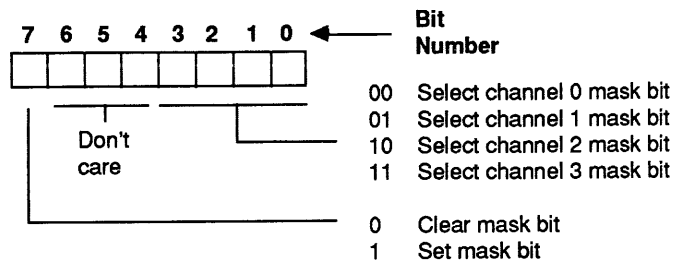 7 6 5 4 3 2 1 0
Bit
Number
Don't
care
00 Select channel 0 mask bit
01 Select channel 1 mask bit
10 Select channel 2 mask bit
11 Select channel 3 mask bit
0 Clear mask bit
1 Set mask bit